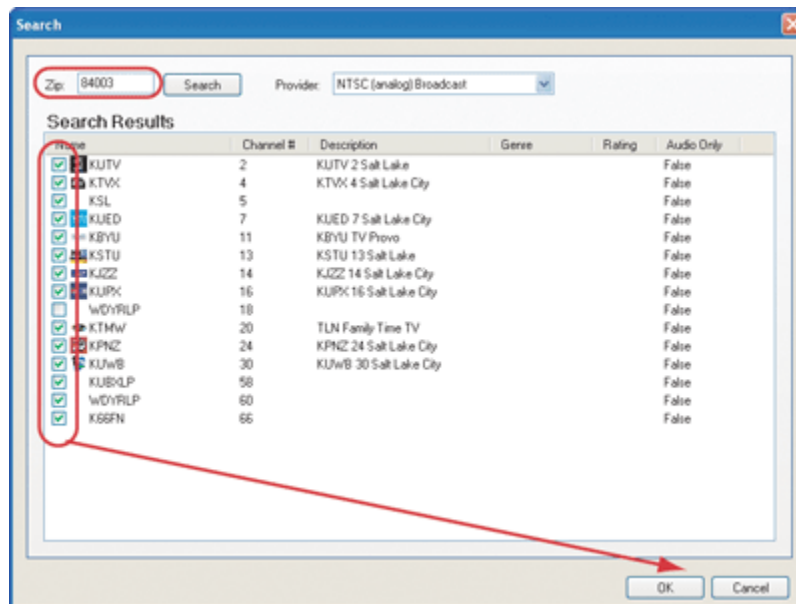 Search
Zip: 84003 Search Provider: NTSC (analog) Broadcast
Search Results
Name Channel # Description Genre Rating Audio Only
KUTV 2 KUTV 2 Salt Lake False
KTVX 4 KTVX 4 Salt Lake City False
KSL 5 False
KUED 7 KUED 7 Salt Lake City False
KBYU 11 KBYU TV Provo False
KSTU 13 KSTU 13 Salt Lake False
KJZZ 14 KJZZ 14 Salt Lake City False
KUPX 16 KUPX 16 Salt Lake City False
WDYRLP 18 False
KTMW 20 TLN Family Time TV False
KPNZ 24 KPNZ 24 Salt Lake City False
KUWB 30 KUWB 30 Salt Lake City False
KUBXLP 58 False
WDYRLP 60 False
K66FN 66 False
OK Cancel